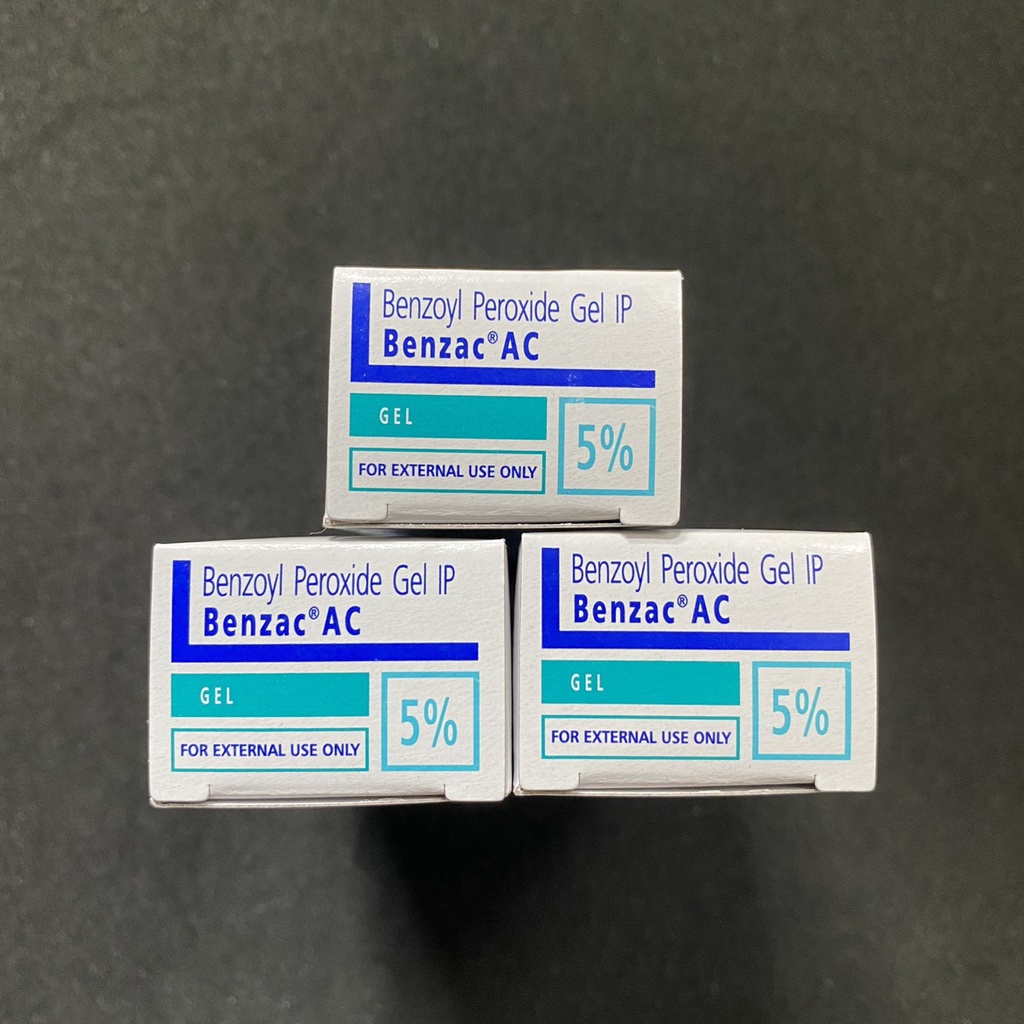 Benzoyl Peroxide Gel IP
Benzac® AC
GEL
5%
FOR EXTERNAL USE ONLY
Benzoyl Peroxide Gel IP
Benzac® AC
GEL
5%
FOR EXTERNAL USE ONLY
Benzoyl Peroxide Gel IP
Benzac® AC
GEL
5%
FOR EXTERNAL USE ONLY